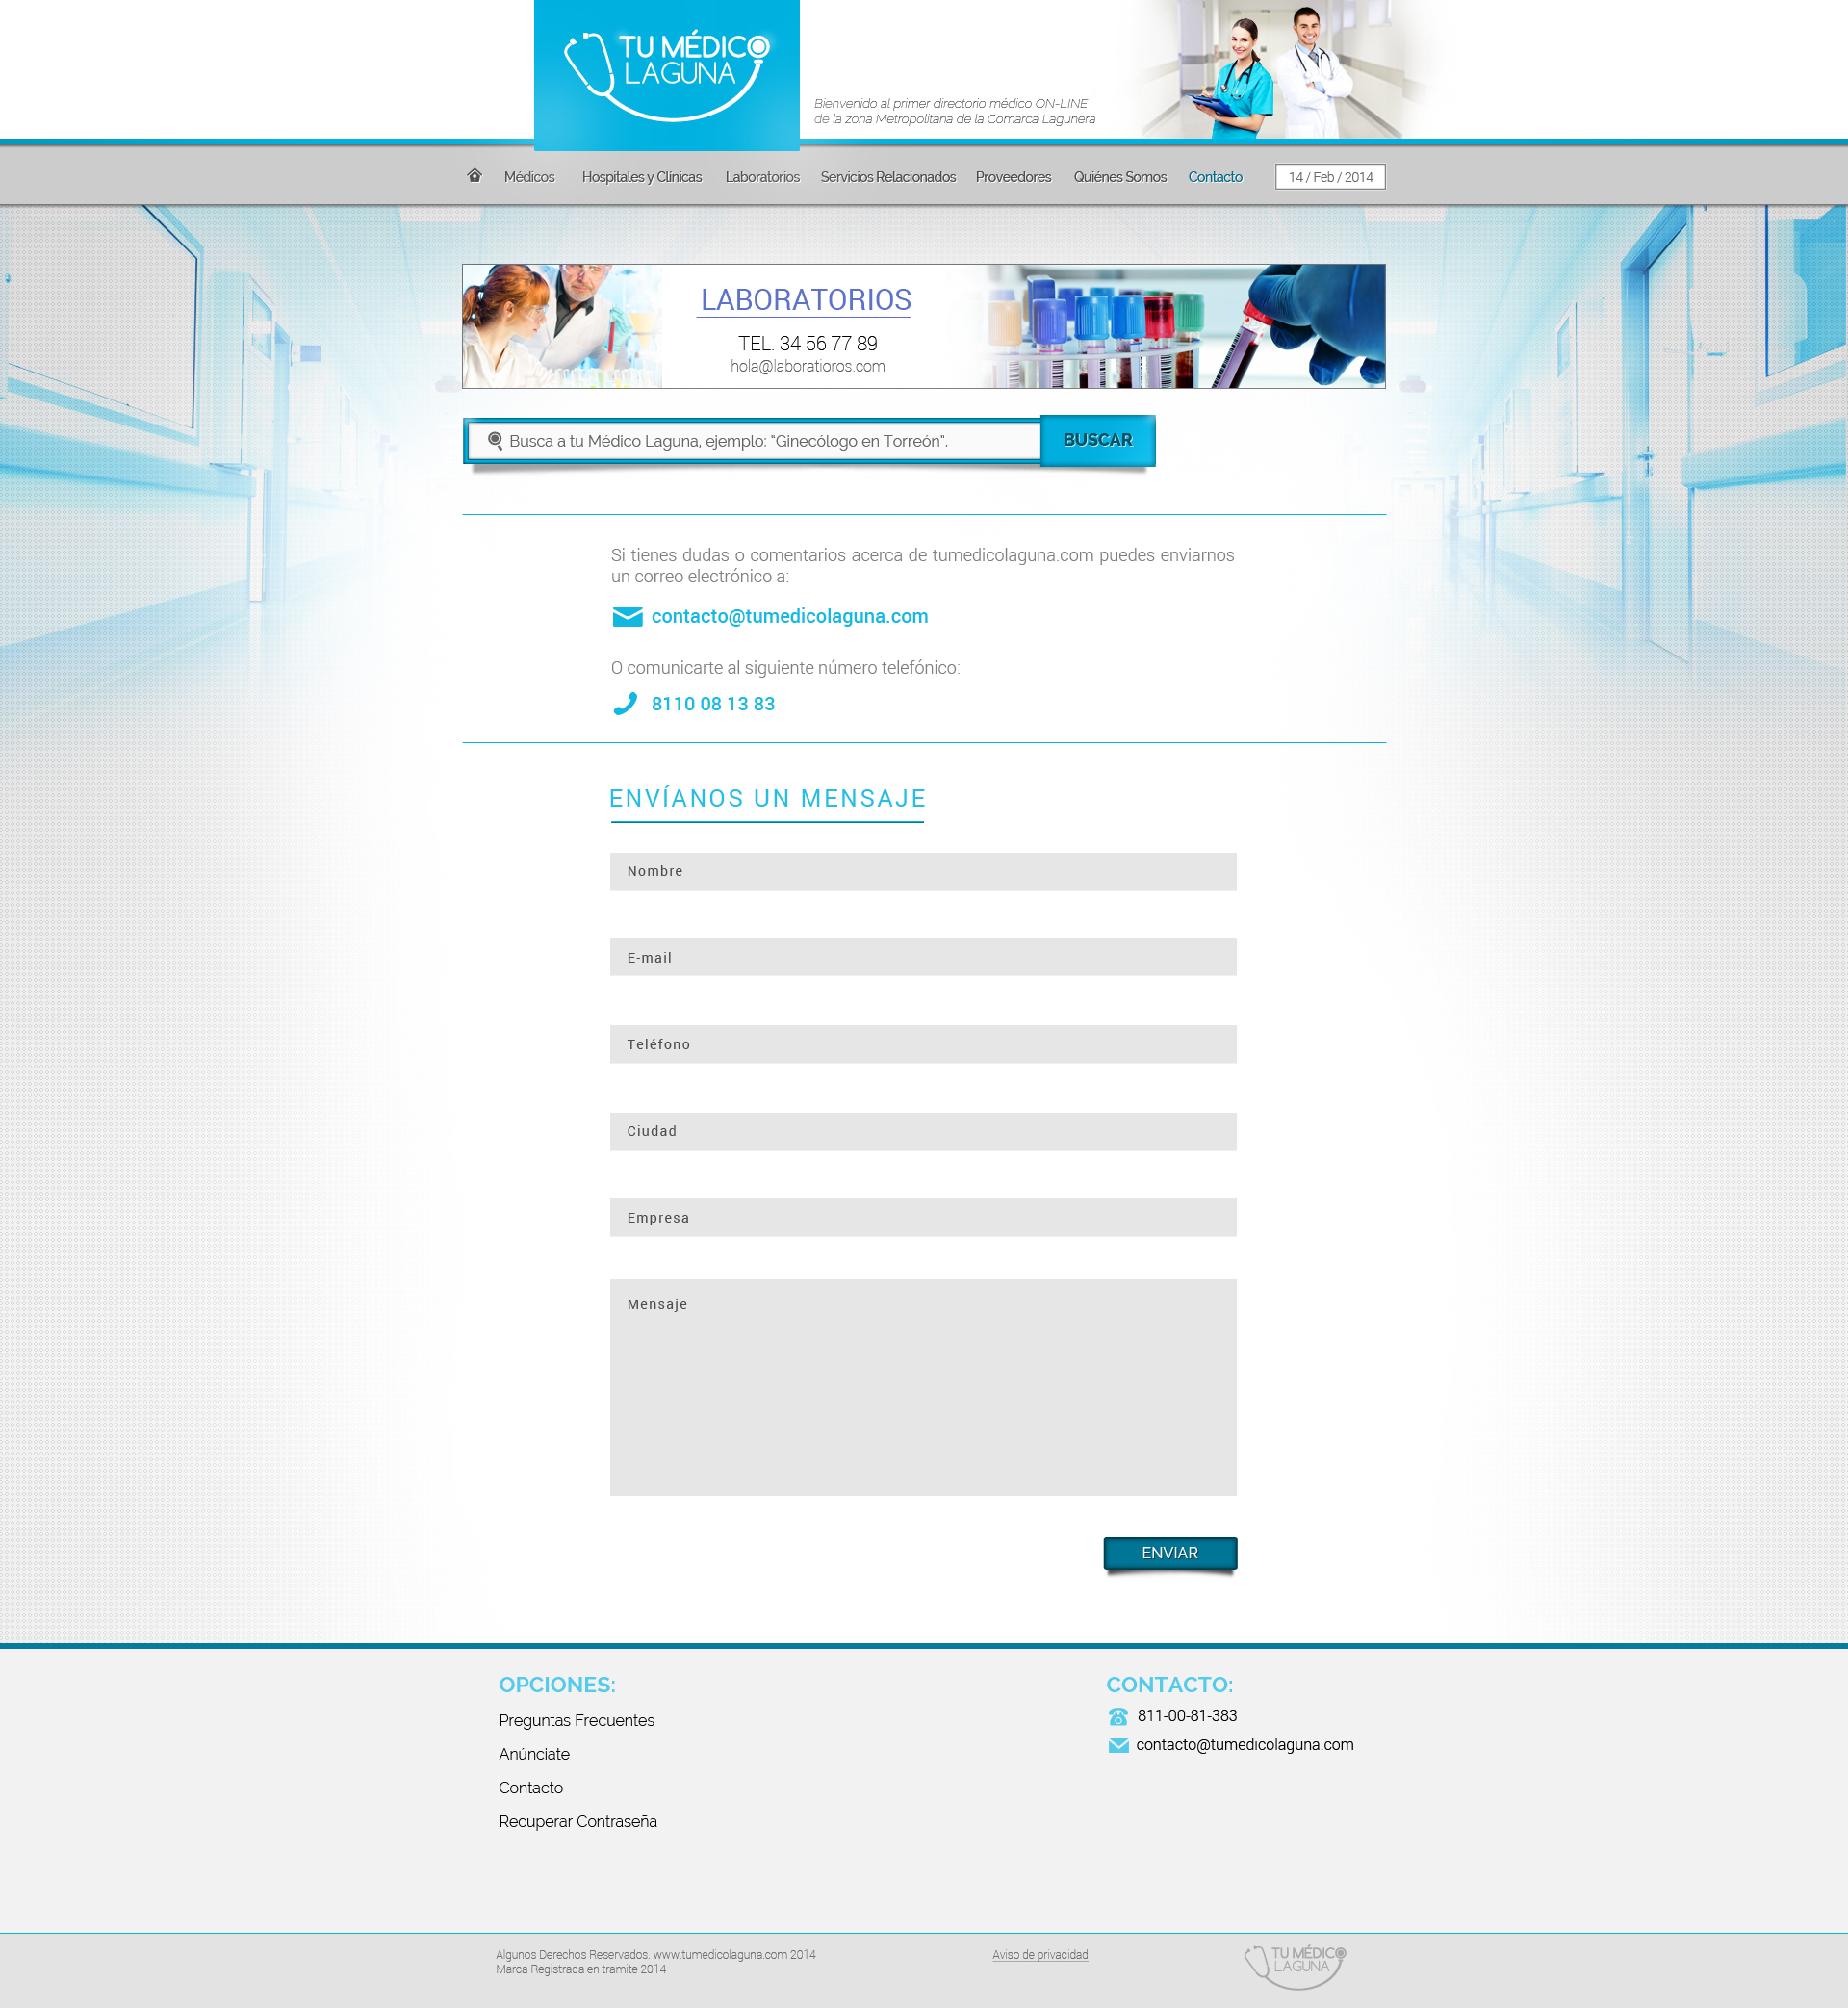 TU MÉDICO
LAGUNA
Bienvenido al primer directorio médico ON-LINE
de la zona Metropolitana de la Comarca Lagunera
Médicos Hospitales y Clínicas Laboratorios Servicios Relacionados Proveedores Quiénes Somos Contacto 14 / Feb / 2014
LABORATORIOS
TEL. 34 56 77 89
hola@laboratioros.com
Busca a tu Médico Laguna, ejemplo: "Ginecólogo en Torreón".
BUSCAR
Si tienes dudas o comentarios acerca de tumedicolaguna.com puedes enviarnos
un correo electrónico a:
contacto@tumedicolaguna.com
O comunicarte al siguiente número telefónico:
8110 08 13 83
ENVÍANOS UN MENSAJE
Nombre
E-mail
Teléfono
Ciudad
Empresa
Mensaje
ENVIAR
OPCIONES:
Preguntas Frecuentes
Anúnciate
Contacto
Recuperar Contraseña
CONTACTO:
811-00-81-383
contacto@tumedicolaguna.com
Algunos Derechos Reservados. www.tumedicolaguna.com 2014
Marca Registrada en tramite 2014
Aviso de privacidad
TU MÉDICO
LAGUNA